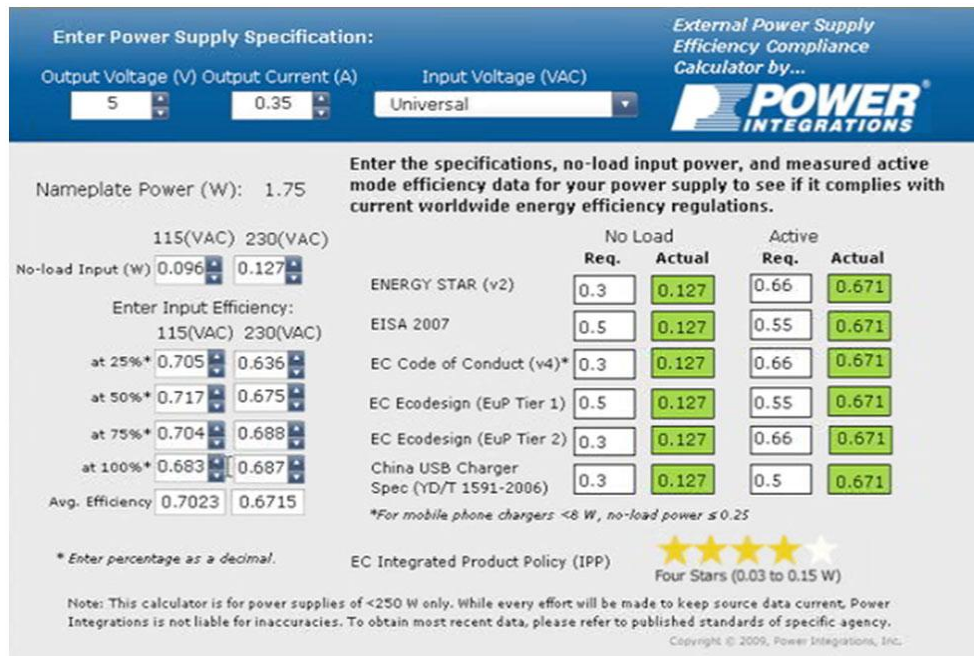 Enter Power Supply Specification:
External Power Supply
Efficiency Compliance
Calculator by...
Output Voltage (V) Output Current (A) Input Voltage (VAC)
5 0.35 Universal
POWER
INTEGRATIONS
®
Nameplate Power (W): 1.75
Enter the specifications, no-load input power, and measured active
mode efficiency data for your power supply to see if it complies with
current worldwide energy efficiency regulations.
115(VAC) 230(VAC)
No-load Input (W) 0.096 0.127
Enter Input Efficiency:
115(VAC) 230(VAC)
at 25%* 0.705 0.636
at 50%* 0.717 0.675
at 75%* 0.704 0.688
at 100%* 0.683 0.687
Avg. Efficiency 0.7023 0.6715
* Enter percentage as a decimal.
No Load Active
Req. Actual Req. Actual
ENERGY STAR (v2) 0.3 0.127 0.66 0.671
EISA 2007 0.5 0.127 0.55 0.671
EC Code of Conduct (v4)* 0.3 0.127 0.66 0.671
EC Ecodesign (EuP Tier 1) 0.5 0.127 0.55 0.671
EC Ecodesign (EuP Tier 2) 0.3 0.127 0.66 0.671
China USB Charger
Spec (YD/T 1591-2006) 0.3 0.127 0.5 0.671
*For mobile phone chargers <8 W, no-load power ≤ 0.25
EC Integrated Product Policy (IPP)
Four Stars (0.03 to 0.15 W)
Note: This calculator is for power supplies of <250 W only. While every effort will be made to keep source data current, Power
Integrations is not liable for inaccuracies. To obtain most recent data, please refer to published standards of specific agency.
Copyright © 2009, Power Integrations, Inc.